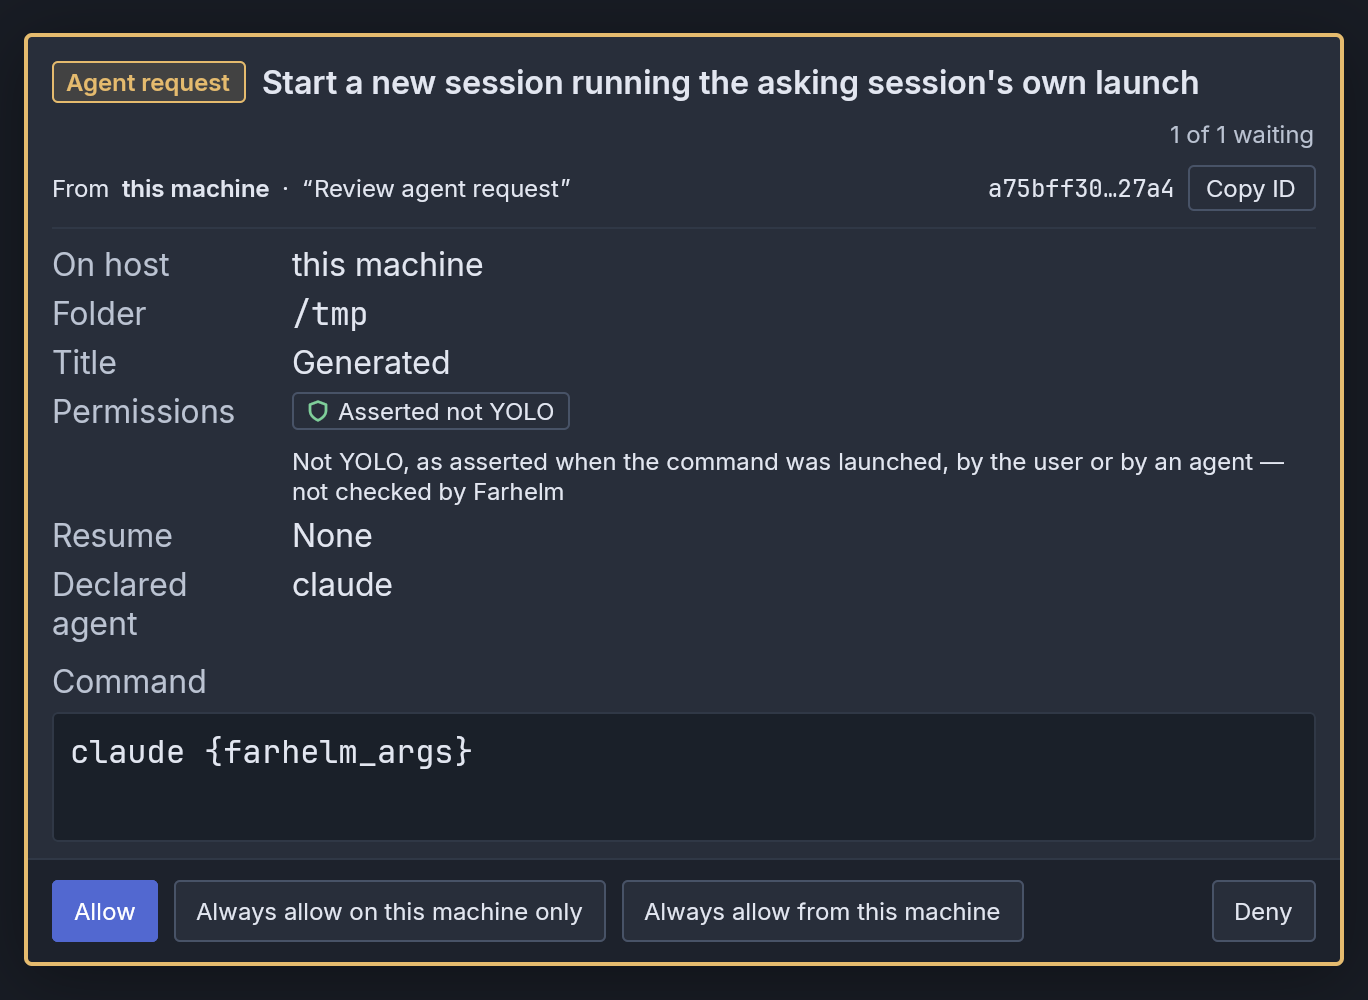 Agent request Start a new session running the asking session's own launch
1 of 1 waiting
From this machine · “Review agent request” a75bff30…27a4 Copy ID
On host this machine
Folder /tmp
Title Generated
Permissions Asserted not YOLO
Not YOLO, as asserted when the command was launched, by the user or by an agent —
not checked by Farhelm
Resume None
Declared claude
agent
Command
claude {farhelm_args}
Allow Always allow on this machine only Always allow from this machine Deny